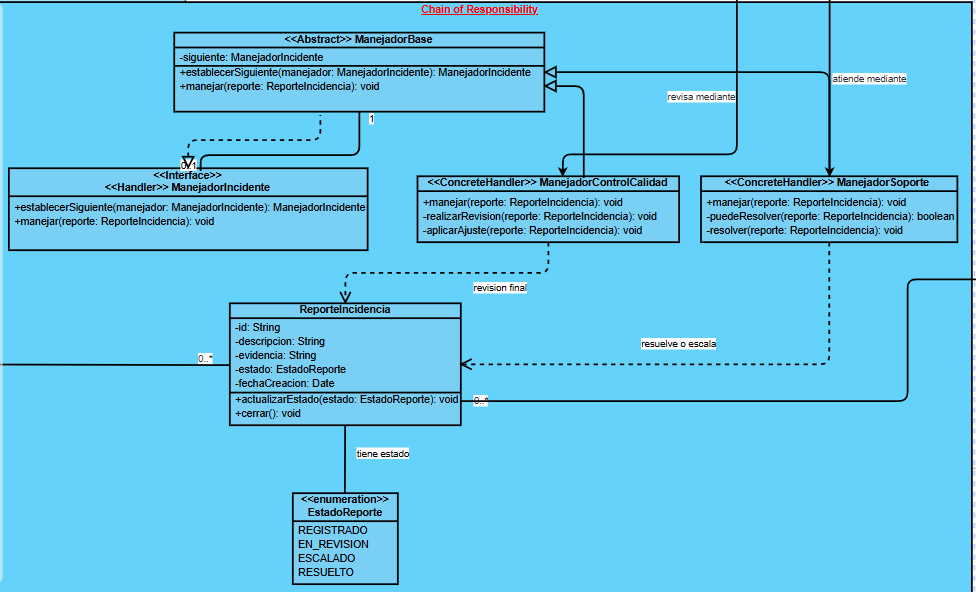 Chain of Responsibility
<<Abstract>> ManejadorBase
-siguiente: ManejadorIncidente
+establecerSiguiente(manejador: ManejadorIncidente): ManejadorIncidente
+manejar(reporte: ReporteIncidencia): void
1
revisa mediante
atiende mediante
0..1
<<Interface>>
<<Handler>> ManejadorIncidente
+establecerSiguiente(manejador: ManejadorIncidente): ManejadorIncidente
+manejar(reporte: ReporteIncidencia): void
<<ConcreteHandler>> ManejadorControlCalidad
+manejar(reporte: ReporteIncidencia): void
-realizarRevision(reporte: ReporteIncidencia): void
-aplicarAjuste(reporte: ReporteIncidencia): void
<<ConcreteHandler>> ManejadorSoporte
+manejar(reporte: ReporteIncidencia): void
-puedeResolver(reporte: ReporteIncidencia): boolean
-resolver(reporte: ReporteIncidencia): void
revision final
resuelve o escala
ReporteIncidencia
-id: String
-descripcion: String
-evidencia: String
-estado: EstadoReporte
-fechaCreacion: Date
+actualizarEstado(estado: EstadoReporte): void
+cerrar(): void
0..*
0..*
tiene estado
<<enumeration>>
EstadoReporte
REGISTRADO
EN_REVISION
ESCALADO
RESUELTO